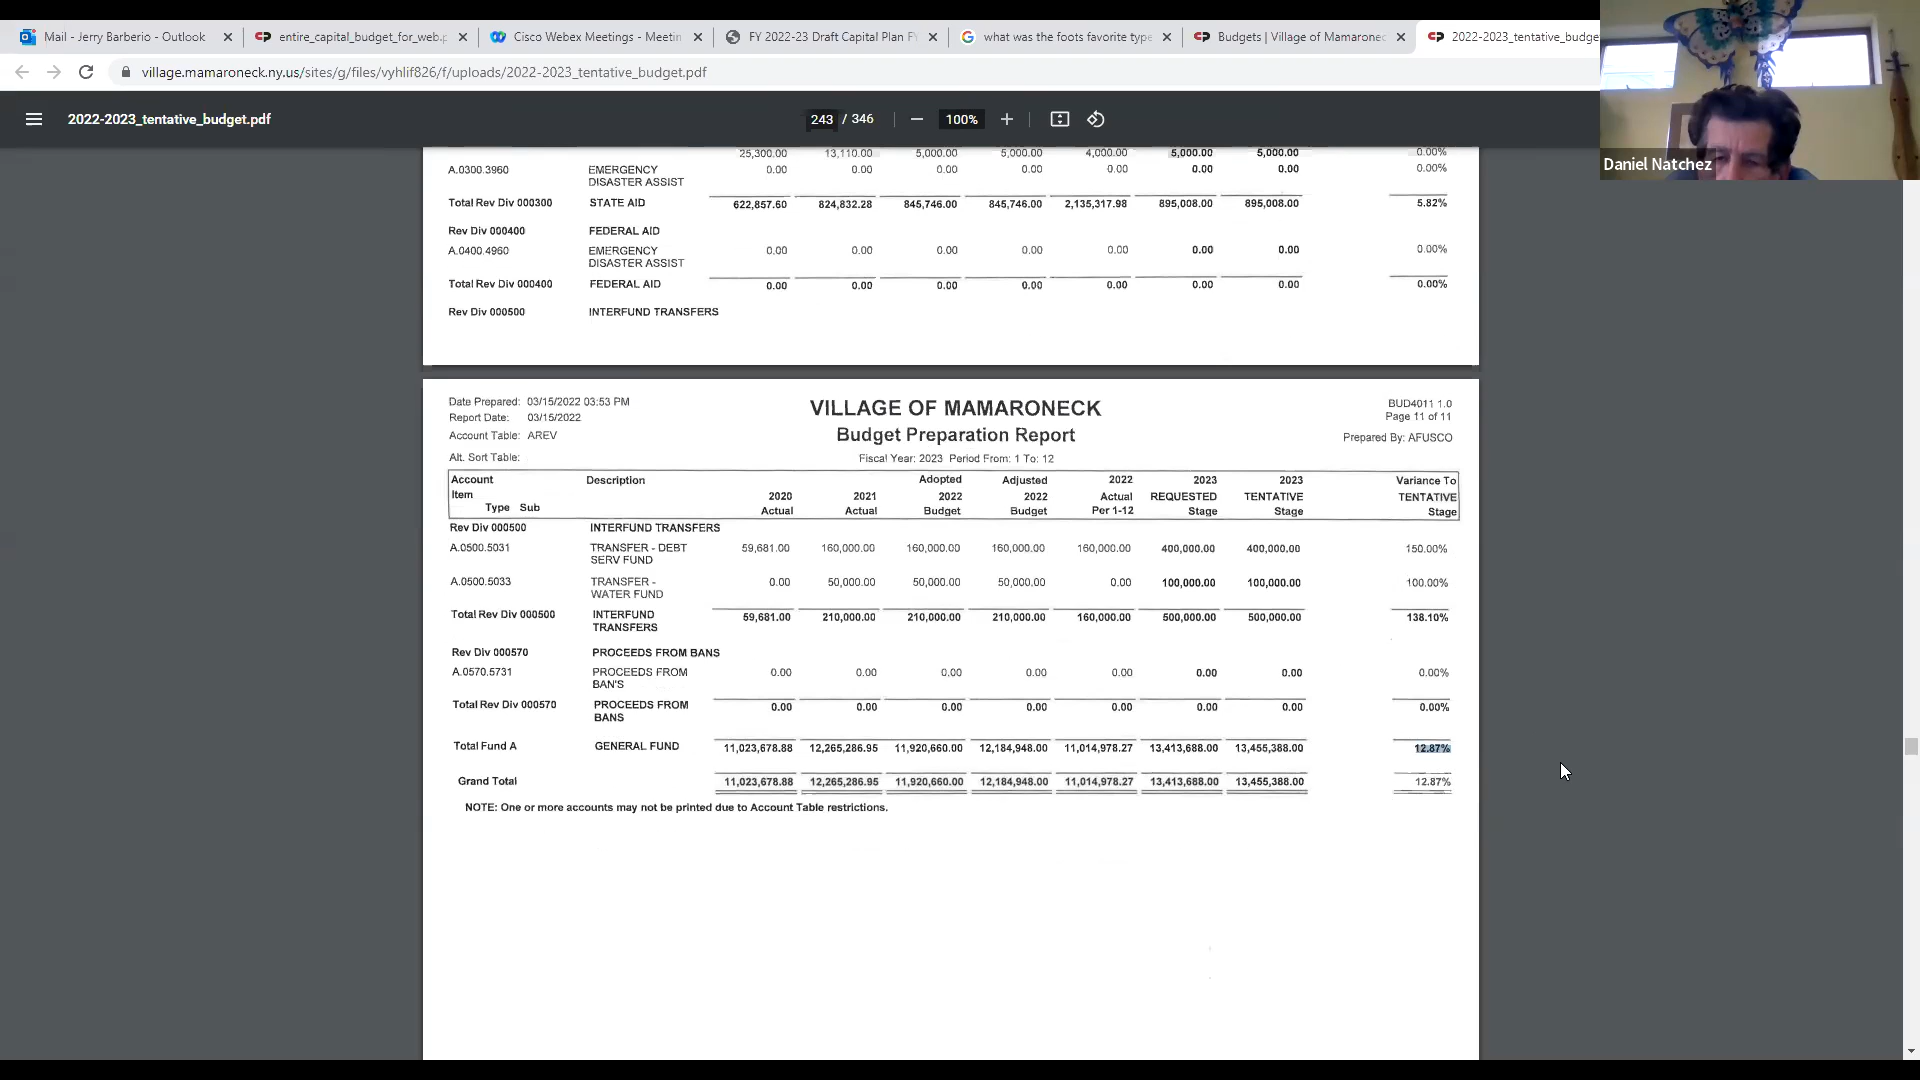 Mail - Jerry Barberio - Outlook
entire_capital_budget_for_web.p
Cisco Webex Meetings - Meetin
FY 2022-23 Draft Capital Plan FY
what was the foots favorite type
Budgets | Village of Mamaronec
2022-2023_tentative_budge
village.mamaroneck.ny.us/sites/g/files/vyhlif826/f/uploads/2022-2023_tentative_budget.pdf
Daniel Natchez
2022-2023_tentative_budget.pdf
243 / 346
100%
25,300.00 13,110.00 5,000.00 5,000.00 4,000.00 5,000.00 5,000.00 0.00%
A.0300.3960 EMERGENCY 0.00 0.00 0.00 0.00 0.00 0.00 0.00 0.00%
DISASTER ASSIST
Total Rev Div 000300 STATE AID 622,857.60 824,832.28 845,746.00 845,746.00 2,135,317.98 895,008.00 895,008.00 5.82%
Rev Div 000400 FEDERAL AID
A.0400.4960 EMERGENCY 0.00 0.00 0.00 0.00 0.00 0.00 0.00 0.00%
DISASTER ASSIST
Total Rev Div 000400 FEDERAL AID 0.00 0.00 0.00 0.00 0.00 0.00 0.00 0.00%
Rev Div 000500 INTERFUND TRANSFERS
Date Prepared: 03/15/2022 03:53 PM
Report Date: 03/15/2022
Account Table: AREV
Alt. Sort Table:
VILLAGE OF MAMARONECK
Budget Preparation Report
Fiscal Year: 2023 Period From: 1 To: 12
BUD4011 1.0
Page 11 of 11
Prepared By: AFUSCO
Account Description Adopted Adjusted 2022 2023 2023 Variance To
Item 2020 2021 2022 2022 Actual REQUESTED TENTATIVE TENTATIVE
Type Sub Actual Actual Budget Budget Per 1-12 Stage Stage Stage
Rev Div 000500 INTERFUND TRANSFERS
A.0500.5031 TRANSFER - DEBT 59,681.00 160,000.00 160,000.00 160,000.00 160,000.00 400,000.00 400,000.00 150.00%
SERV FUND
A.0500.5033 TRANSFER - 0.00 50,000.00 50,000.00 50,000.00 0.00 100,000.00 100,000.00 100.00%
WATER FUND
Total Rev Div 000500 INTERFUND 59,681.00 210,000.00 210,000.00 210,000.00 160,000.00 500,000.00 500,000.00 138.10%
TRANSFERS
Rev Div 000570 PROCEEDS FROM BANS
A.0570.5731 PROCEEDS FROM 0.00 0.00 0.00 0.00 0.00 0.00 0.00 0.00%
BAN'S
Total Rev Div 000570 PROCEEDS FROM 0.00 0.00 0.00 0.00 0.00 0.00 0.00 0.00%
BANS
Total Fund A GENERAL FUND 11,023,678.88 12,265,286.95 11,920,660.00 12,184,948.00 11,014,978.27 13,413,688.00 13,455,388.00 12.87%
Grand Total 11,023,678.88 12,265,286.95 11,920,660.00 12,184,948.00 11,014,978.27 13,413,688.00 13,455,388.00 12.87%
NOTE: One or more accounts may not be printed due to Account Table restrictions.